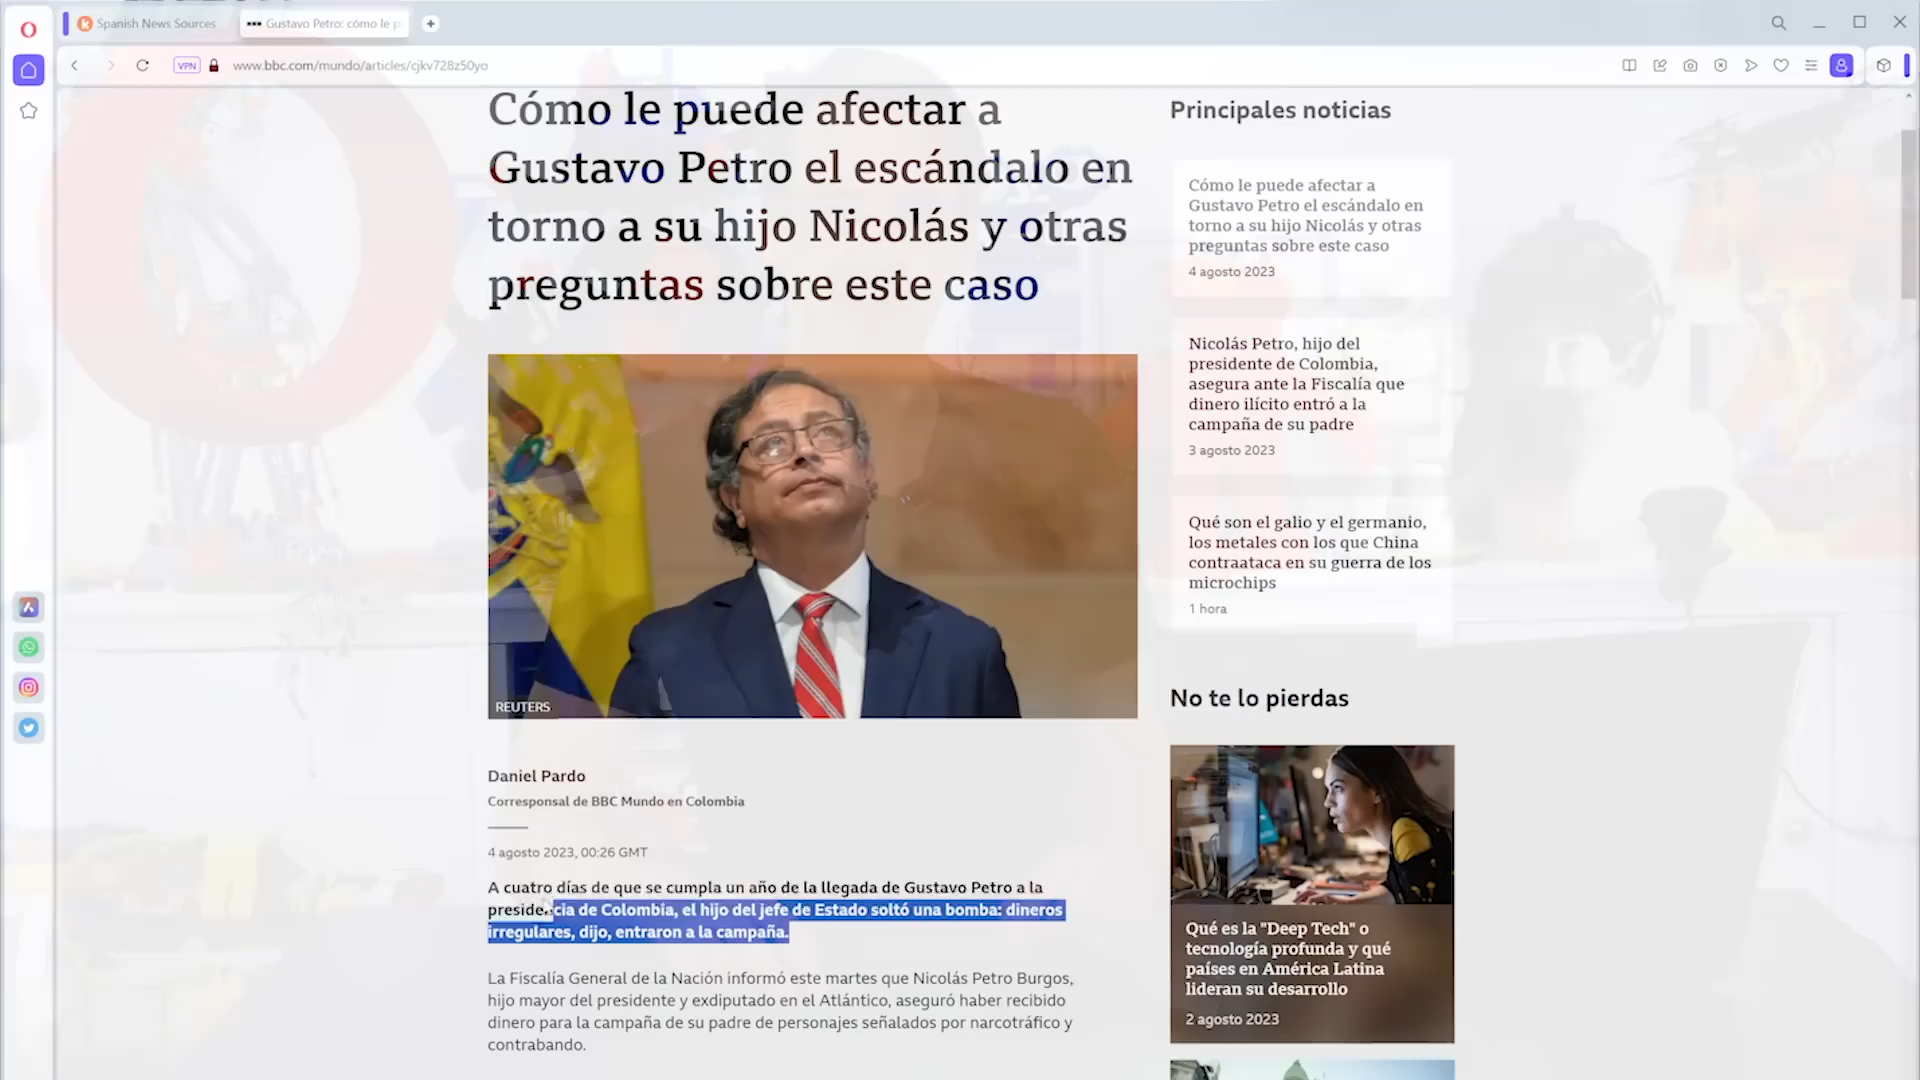 Spanish News Sources
Gustavo Petro: cómo le p
VPN
www.bbc.com/mundo/articles/cjkv728z50yo
Cómo le puede afectar a
Gustavo Petro el escándalo en
torno a su hijo Nicolás y otras
preguntas sobre este caso
REUTERS
Daniel Pardo
Corresponsal de BBC Mundo en Colombia
4 agosto 2023, 00:26 GMT
A cuatro días de que se cumpla un año de la llegada de Gustavo Petro a la
presidencia de Colombia, el hijo del jefe de Estado soltó una bomba: dineros
irregulares, dijo, entraron a la campaña.
La Fiscalía General de la Nación informó este martes que Nicolás Petro Burgos,
hijo mayor del presidente y exdiputado en el Atlántico, aseguró haber recibido
dinero para la campaña de su padre de personajes señalados por narcotráfico y
contrabando.
Principales noticias
Cómo le puede afectar a
Gustavo Petro el escándalo en
torno a su hijo Nicolás y otras
preguntas sobre este caso
4 agosto 2023
Nicolás Petro, hijo del
presidente de Colombia,
asegura ante la Fiscalía que
dinero ilícito entró a la
campaña de su padre
3 agosto 2023
Qué son el galio y el germanio,
los metales con los que China
contraataca en su guerra de los
microchips
1 hora
No te lo pierdas
Qué es la "Deep Tech" o
tecnología profunda y qué
países en América Latina
lideran su desarrollo
2 agosto 2023